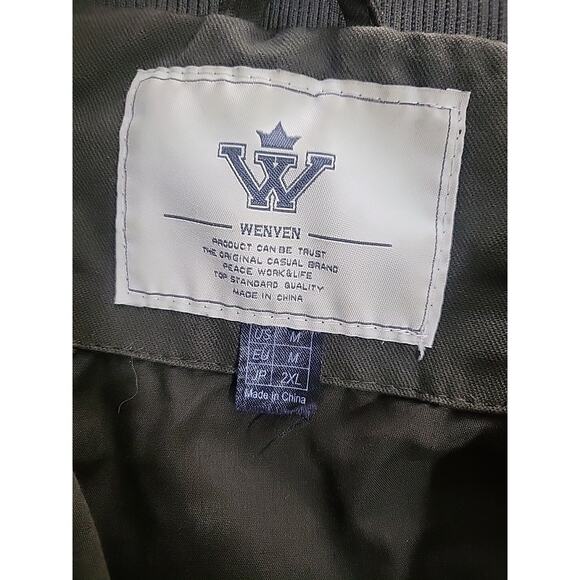 W
WENVEN
PRODUCT CAN BE TRUST
THE ORIGINAL CASUAL BRAND
PEACE WORK&LIFE
TOP STANDARD QUALITY
MADE IN CHINA
US M
EU M
JP 2XL
Made in China